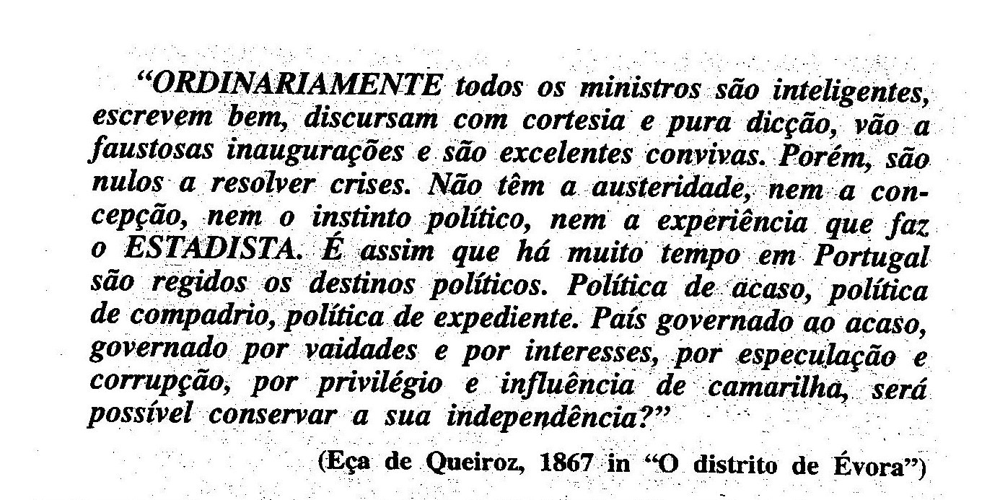 “ORDINARIAMENTE todos os ministros são inteligentes,
escrevem bem, discursam com cortesia e pura dicção, vão a
faustosas inaugurações e são excelentes convivas. Porém, são
nulos a resolver crises. Não têm a austeridade, nem a con-
cepção, nem o instinto político, nem a experiência que faz
o ESTADISTA. É assim que há muito tempo em Portugal
são regidos os destinos políticos. Política de acaso, política
de compadrio, política de expediente. País governado ao acaso,
governado por vaidades e por interesses, por especulação e
corrupção, por privilégio e influência de camarilha, será
possível conservar a sua independência?”
(Eça de Queiroz, 1867 in “O distrito de Évora”)